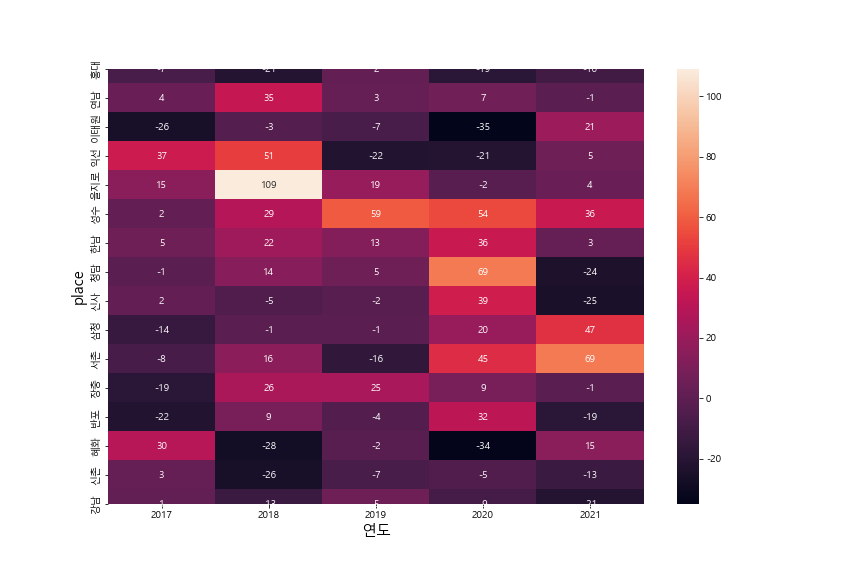 홍대
연남 4 35 3 7 -1
이태원 -26 -3 -7 -35 21
익선 37 51 -22 -21 5
을지로 15 109 19 -2 4
성수 2 29 59 54 36
한남 5 22 13 36 3
청담 -1 14 5 69 -24
신사 2 -5 -2 39 -25
삼청 -14 -1 -1 20 47
서촌 -8 16 -16 45 69
장충 -19 26 25 9 -1
반포 -22 9 -4 32 -19
혜화 30 -28 -2 -34 15
신촌 3 -26 -7 -5 -13
강남
place
2017 2018 2019 2020 2021
연도
100
80
60
40
20
0
-20